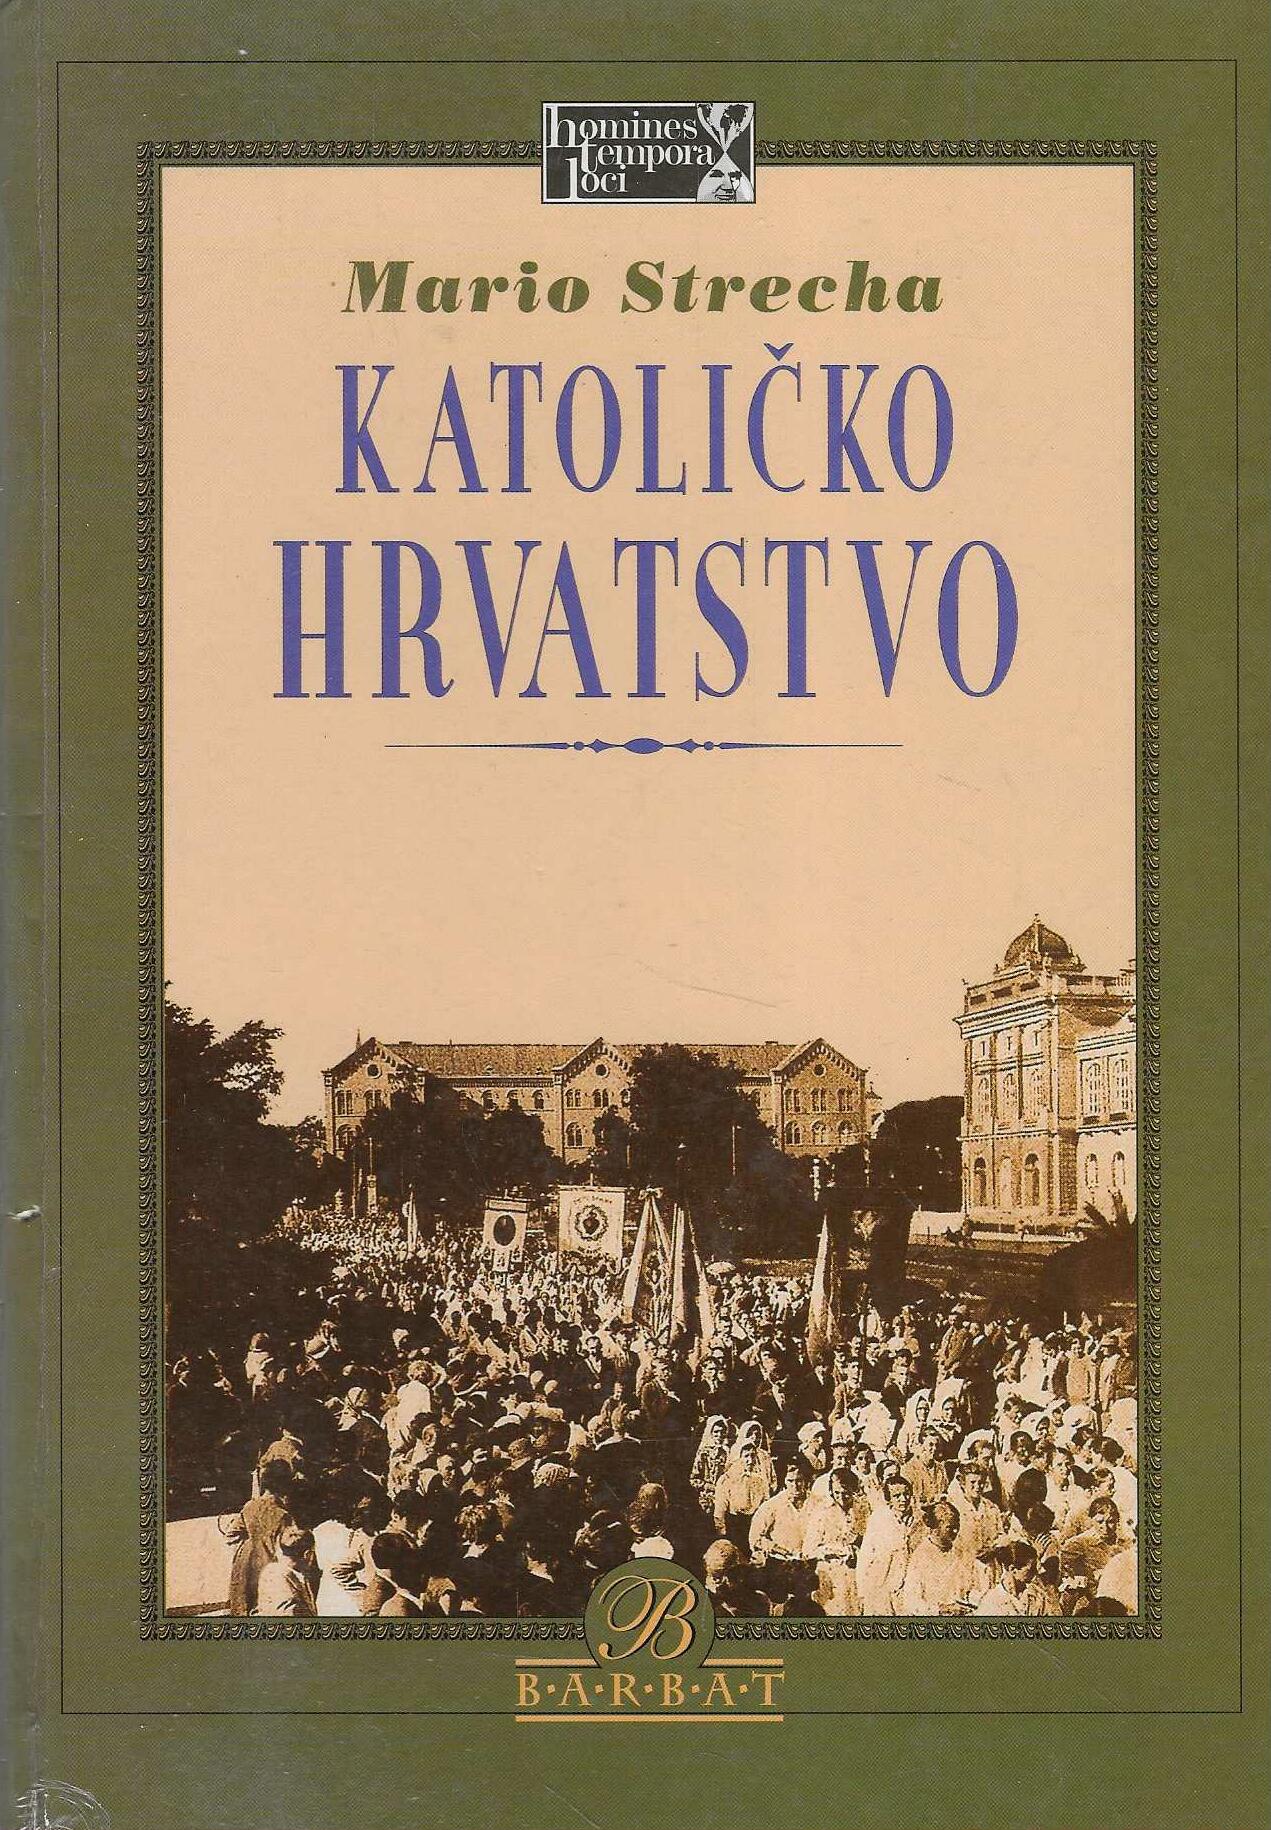 homines
tempora
loci
Mario Strecha
KATOLIČKO
HRVATSTVO
B
B·A·R·B·A·T